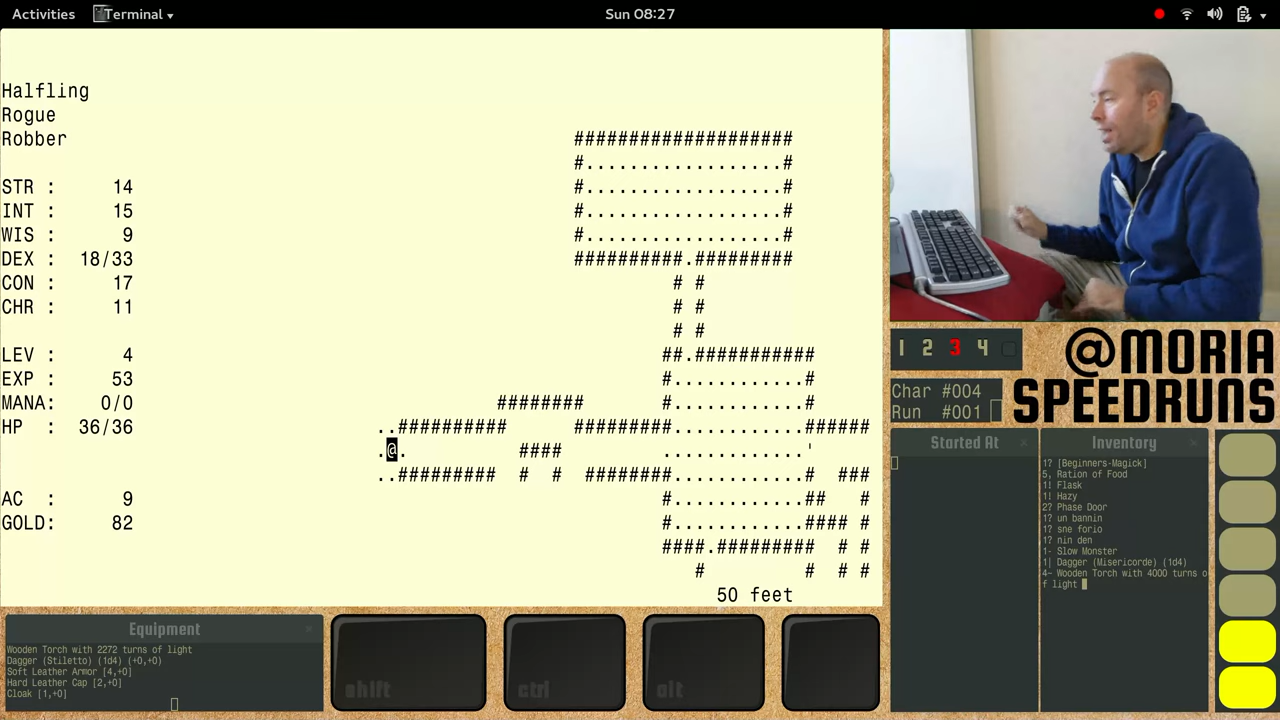 Activities Terminal Sun 08:27
Halfling
Rogue
Robber
###################
#.................#
STR : 14 #.................#
INT : 15 #.................#
WIS : 9 #.................#
DEX : 18/33 ##########.#########
CON : 17 # #
CHR : 11 # #
# #
LEV : 4 ##.###########
EXP : 53 #............#
MANA: 0/0 ######## #............#
HP : 36/36 ..########## #########............######
.@. #### .............'
..######### # # ########............# ###
AC : 9 #............## #
GOLD: 82 #............#### #
####.######### # #
# # # #
50 feet
1 2 3 4
@MORIA
SPEEDRUNS
Char #004
Run #001
Started At
Inventory
1? [Beginners-Magick]
5, Ration of Food
1! Flask
1! Hazy
2? Phase Door
1? un bannin
1? sne forio
1? nin den
1- Slow Monster
1| Dagger (Misericorde) (1d4)
4~ Wooden Torch with 4000 turns o
f light
Equipment
Wooden Torch with 2272 turns of light
Dagger (Stiletto) (1d4) (+0,+0)
Soft Leather Armor [4,+0]
Hard Leather Cap [2,+0]
Cloak [1,+0]
shift
ctrl
alt